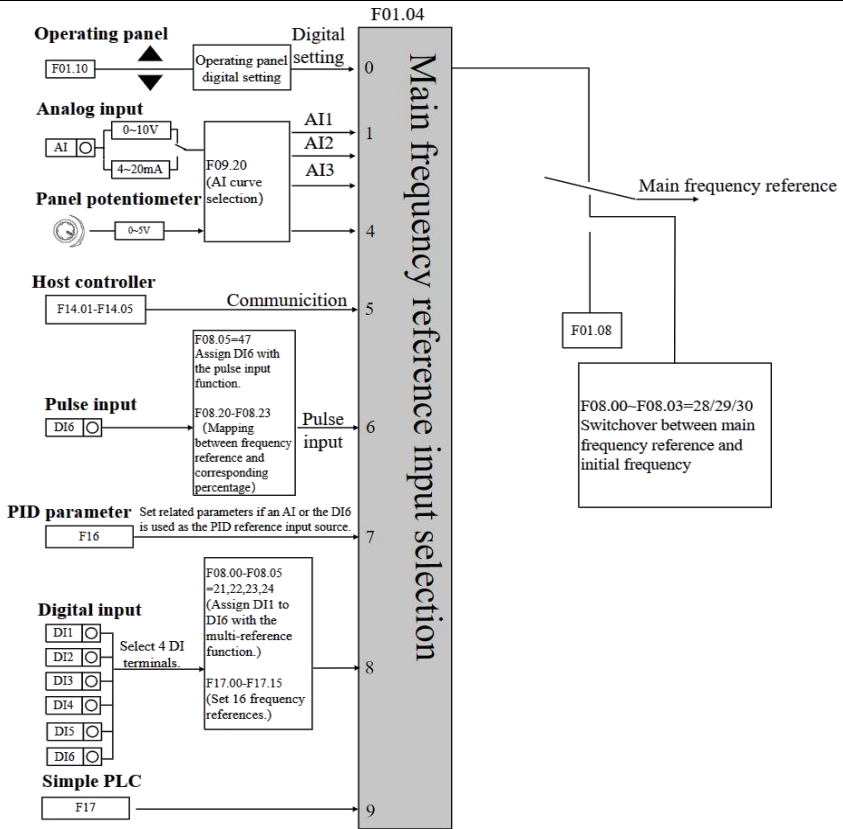 F01.04
Operating panel
F01.10
Operating panel
digital setting
Digital
setting
0
Analog input
AI
0~10V
4~20mA
F09.20
(AI curve
selection)
AI1
1
AI2
AI3
Panel potentiometer
0~5V
4
Host controller
F14.01-F14.05
Communicition
5
Pulse input
DI6
F08.05=47
Assign DI6 with
the pulse input
function.
F08.20-F08.23
(Mapping
between frequency
reference and
corresponding
percentage)
Pulse
input
6
PID parameter
F16
Set related parameters if an AI or the DI6
is used as the PID reference input source.
7
Digital input
DI1
DI2
DI3
DI4
DI5
DI6
Select 4 DI
terminals.
F08.00-F08.05
=21,22,23,24
(Assign DI1 to
DI6 with the
multi-reference
function.)
F17.00-F17.15
(Set 16 frequency
references.)
8
Simple PLC
F17
9
Main frequency reference input selection
Main frequency reference
F01.08
F08.00~F08.03=28/29/30
Switchover between main
frequency reference and
initial frequency